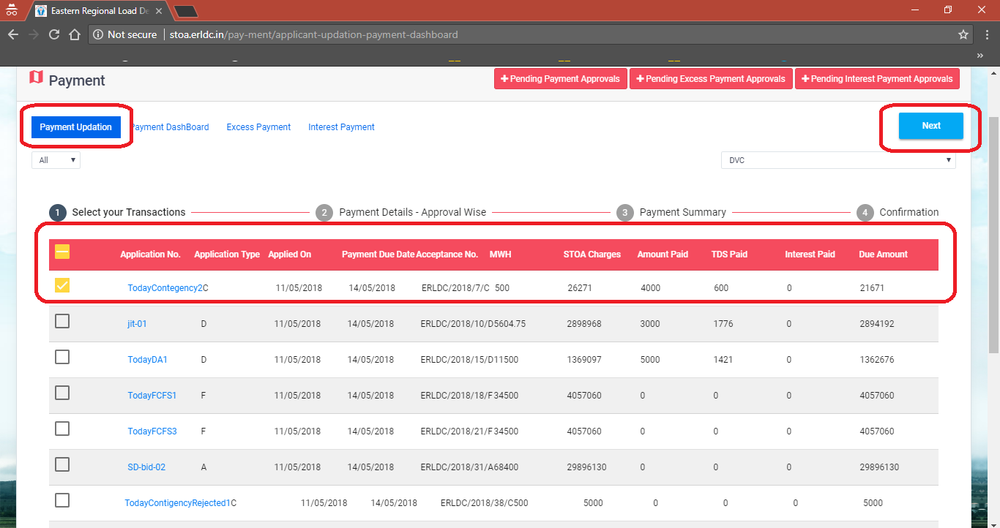 Eastern Regional Load De
Not secure stoa.erldc.in/pay-ment/applicant-updation-payment-dashboard
Payment + Pending Payment Approvals + Pending Excess Payment Approvals + Pending Interest Payment Approvals
Payment Updation ayment DashBoard Excess Payment Interest Payment Next
All DVC
1 Select your Transactions 2 Payment Details - Approval Wise 3 Payment Summary 4 Confirmation
Application No. Application Type Applied On Payment Due Date Acceptance No. MWH STOA Charges Amount Paid TDS Paid Interest Paid Due Amount
TodayContegency2C 11/05/2018 14/05/2018 ERLDC/2018/7/C 500 26271 4000 600 0 21671
jit-01 D 11/05/2018 14/05/2018 ERLDC/2018/10/D5604.75 2898968 3000 1776 0 2894192
TodayDA1 D 11/05/2018 14/05/2018 ERLDC/2018/15/D11500 1369097 5000 1421 0 1362676
TodayFCFS1 F 11/05/2018 14/05/2018 ERLDC/2018/18/F34500 4057060 0 0 0 4057060
TodayFCFS3 F 11/05/2018 14/05/2018 ERLDC/2018/21/F34500 4057060 0 0 0 4057060
SD-bid-02 A 11/05/2018 14/05/2018 ERLDC/2018/31/A68400 29896130 0 0 0 29896130
TodayContigencyRejected1C 11/05/2018 14/05/2018 ERLDC/2018/38/C500 5000 0 0 0 5000